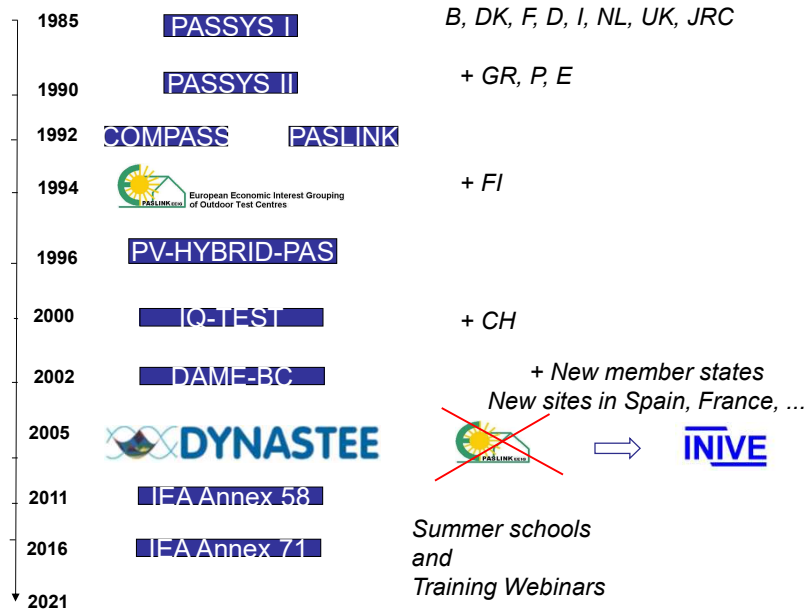 1985
PASSYS I
B, DK, F, D, I, NL, UK, JRC
1990
PASSYS II
+ GR, P, E
1992
COMPASS
PASLINK
1994
PASLINK EEIG
European Economic Interest Grouping
of Outdoor Test Centres
+ FI
1996
PV-HYBRID-PAS
2000
IQ-TEST
+ CH
2002
DAME-BC
+ New member states
New sites in Spain, France, ...
2005
DYNASTEE
PASLINK EEIG
INIVE
2011
IEA Annex 58
2016
IEA Annex 71
Summer schools
and
Training Webinars
2021